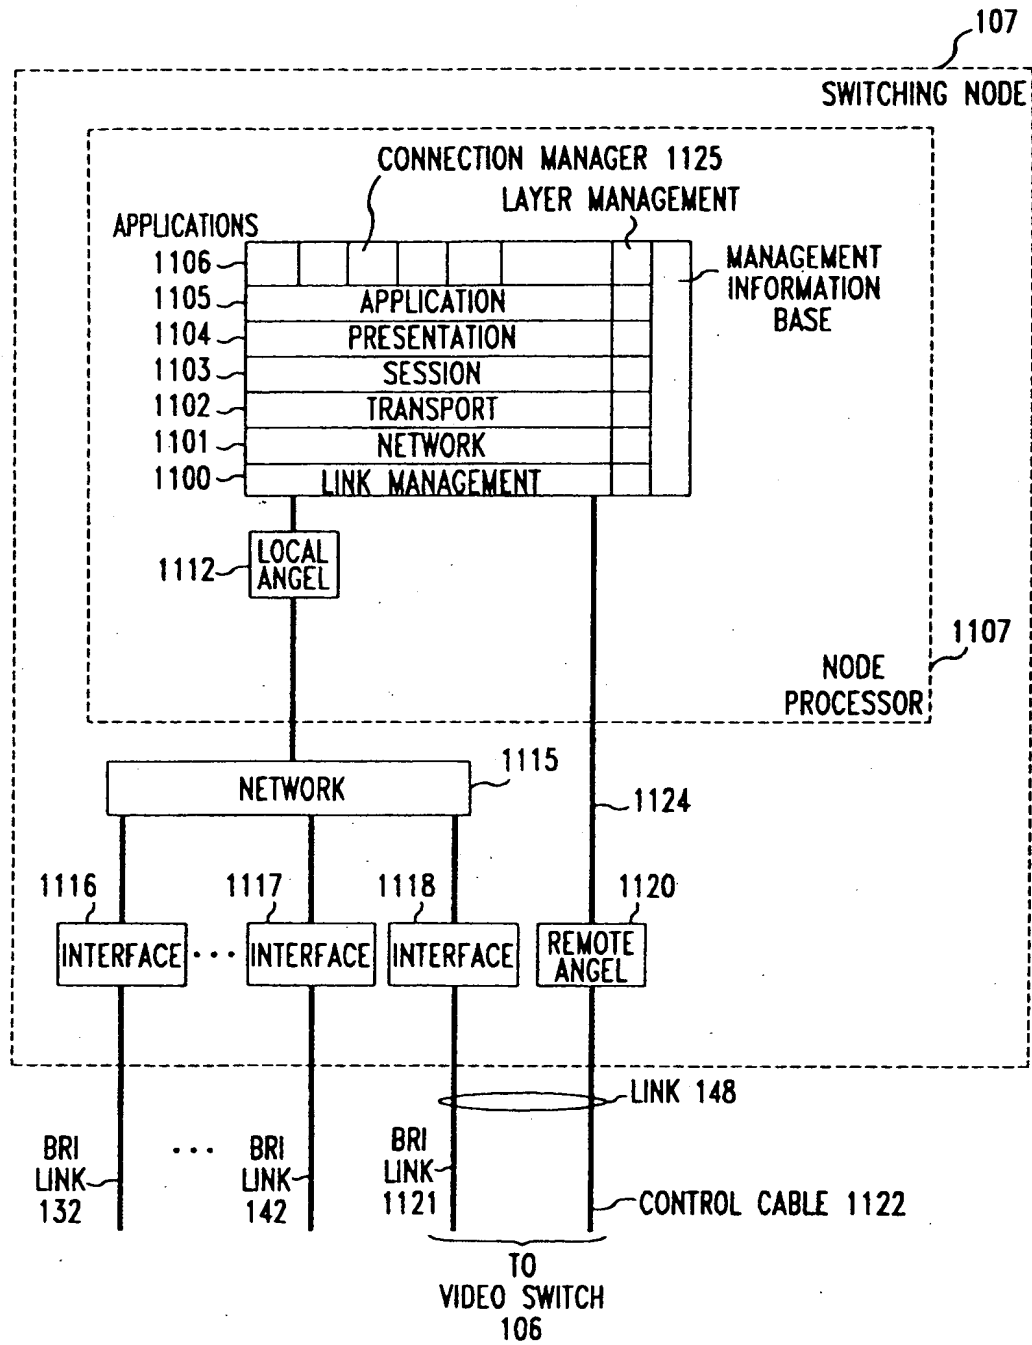 107
SWITCHING NODE
CONNECTION MANAGER 1125
LAYER MANAGEMENT
APPLICATIONS
1106
MANAGEMENT
INFORMATION
BASE
1105
APPLICATION
1104
PRESENTATION
1103
SESSION
1102
TRANSPORT
1101
NETWORK
1100
LINK MANAGEMENT
1112
LOCAL
ANGEL
1107
NODE
PROCESSOR
NETWORK
1115
1124
1116
1117
1118
1120
INTERFACE
...
INTERFACE
INTERFACE
REMOTE
ANGEL
LINK 148
BRI
LINK
132
...
BRI
LINK
142
BRI
LINK
1121
CONTROL CABLE 1122
TO
VIDEO SWITCH
106